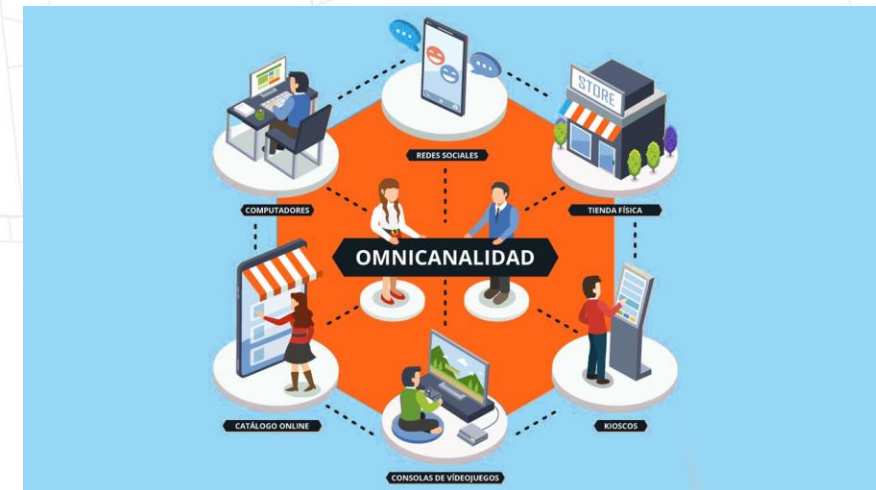 STORE
REDES SOCIALES
COMPUTADORES
TIENDA FÍSICA
OMNICANALIDAD
CATÁLOGO ONLINE
KIOSCOS
CONSOLAS DE VÍDEOJUEGOS